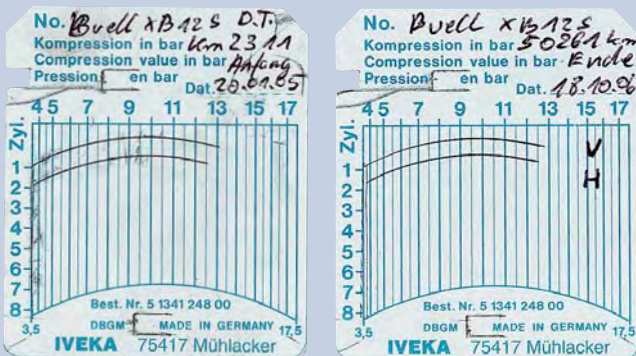 No. Buell XB12S D.T.
Kompression in bar Km 2311
Compression value in bar Anfang
Pression en bar
Dat. 20.01.05
4 5 7 9 11 13 15 17
Zyl.
1
2
3
4
5
6
7
8
Best. Nr. 5 1341 248 00
3,5 DBGM MADE IN GERMANY 17,5
IVEKA 75417 Mühlacker
No. Buell XB12S
Kompression in bar 50261 km
Compression value in bar Ende
Pression en bar
Dat. 18.10.06
4 5 7 9 11 13 15 17
Zyl.
V
1
H
2
3
4
5
6
7
8
Best. Nr. 5 1341 248 00
3,5 DBGM MADE IN GERMANY 17,5
IVEKA 75417 Mühlacker